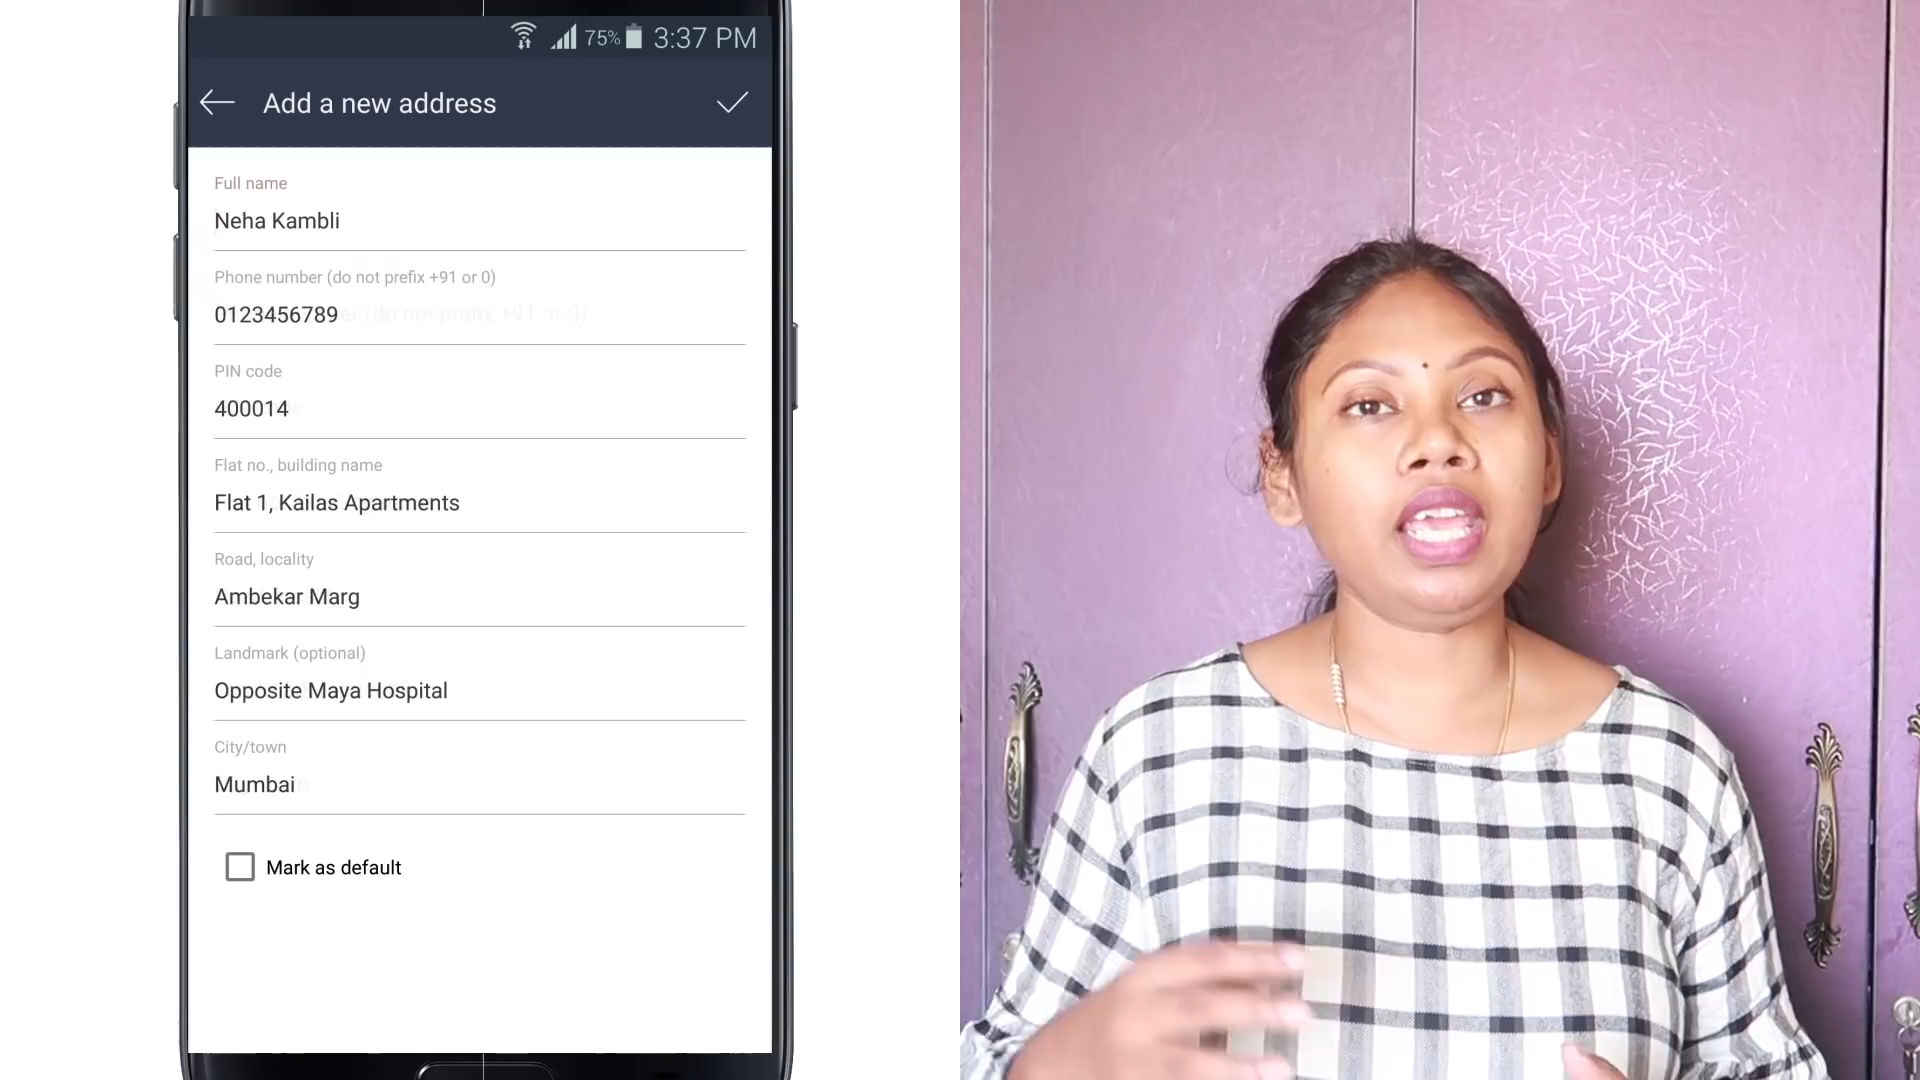 75% 3:37 PM
Add a new address
Full name
Neha Kambli
Phone number (do not prefix +91 or 0)
0123456789
PIN code
400014
Flat no., building name
Flat 1, Kailas Apartments
Road, locality
Ambekar Marg
Landmark (optional)
Opposite Maya Hospital
City/town
Mumbai
Mark as default